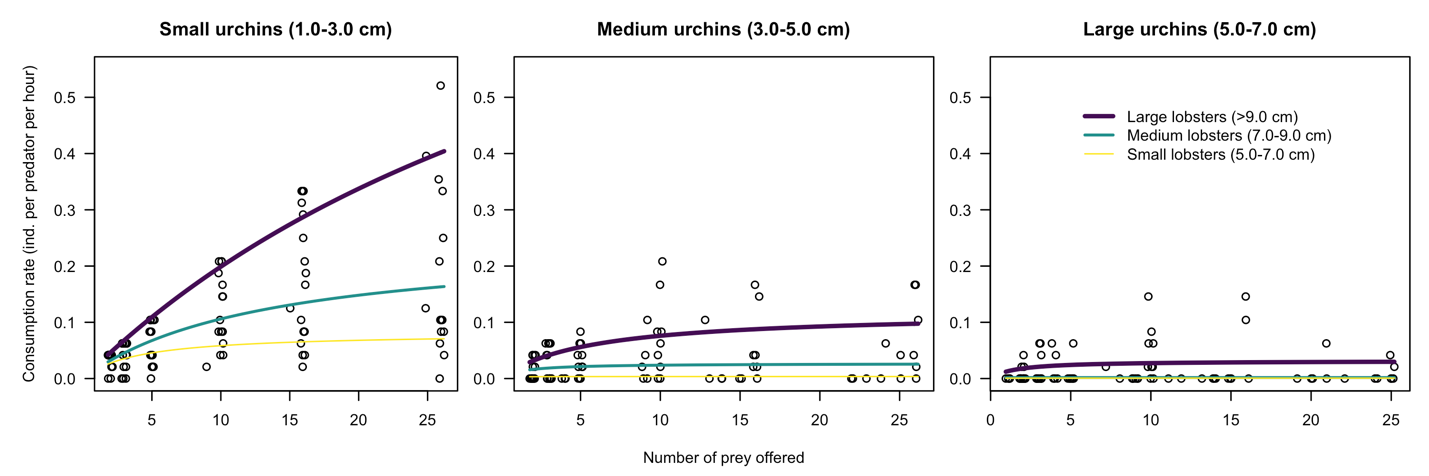 Small urchins (1.0-3.0 cm)
Medium urchins (3.0-5.0 cm)
Large urchins (5.0-7.0 cm)
Consumption rate (ind. per predator per hour)
0.5
0.4
0.3
0.2
0.1
0.0
5 10 15 20 25
0.5
0.4
0.3
0.2
0.1
0.0
5 10 15 20 25
0.5
0.4
0.3
0.2
0.1
0.0
0 5 10 15 20 25
Large lobsters (>9.0 cm)
Medium lobsters (7.0-9.0 cm)
Small lobsters (5.0-7.0 cm)
Number of prey offered